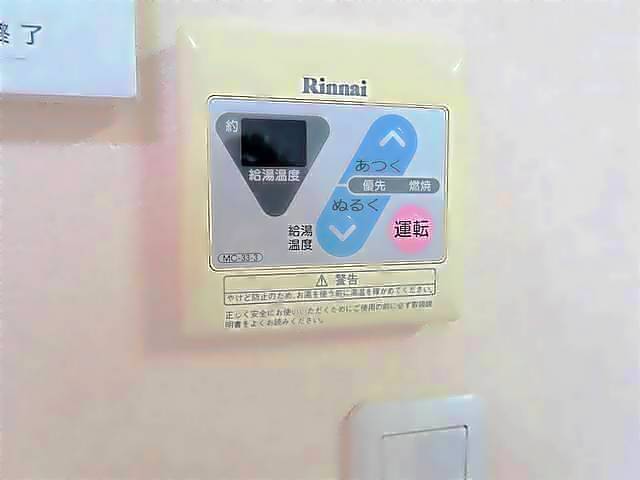 終了
Rinnai
約
給湯温度
あつく
優先 燃焼
ぬるく
給湯
温度
運転
MC-33-3
警告
やけど防止のため、お湯を使う前に湯温を確かめてください。
正しく安全にお使いいただくためにご使用の前に必ず取扱説
明書をよくお読みください。